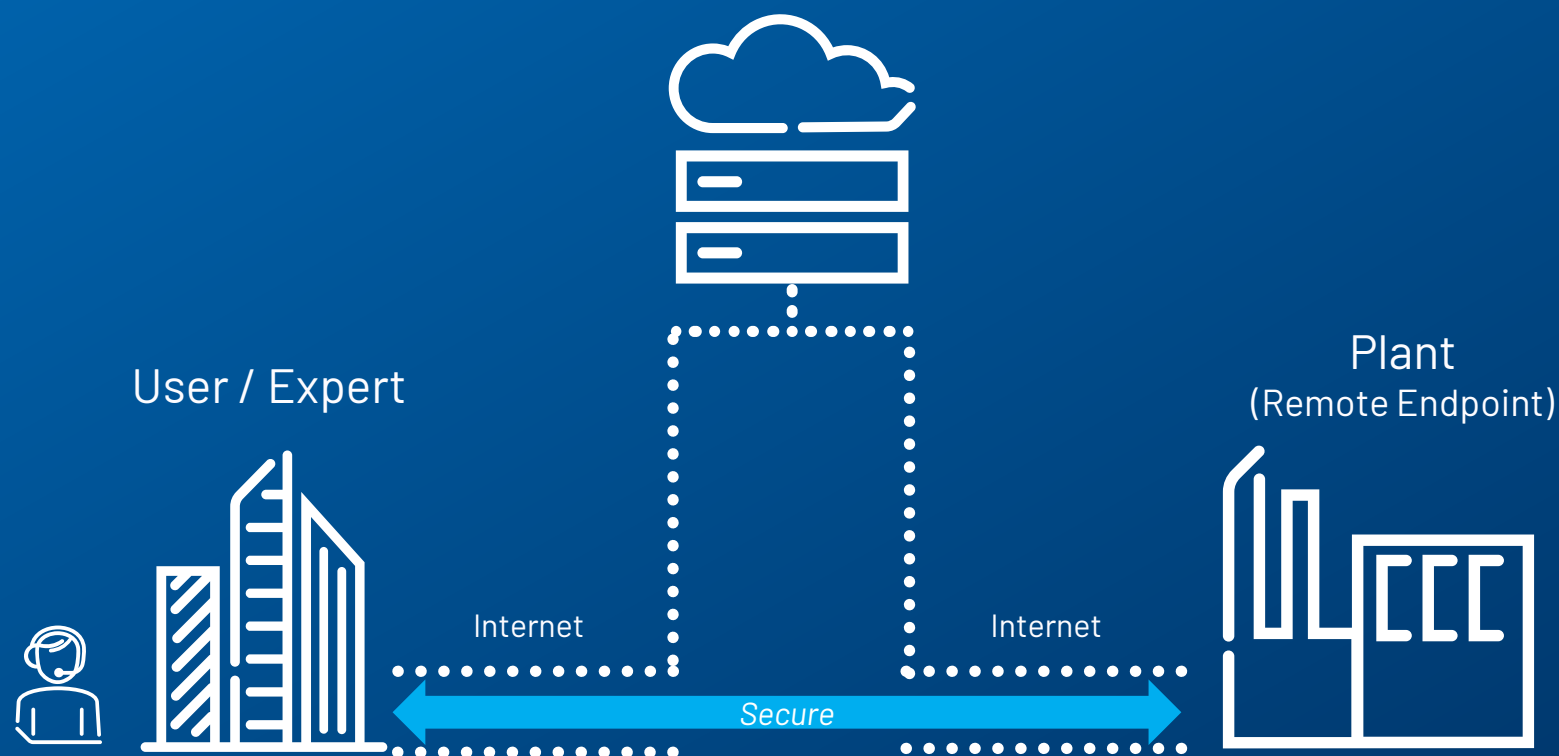 User / Expert
Plant
(Remote Endpoint)
Internet
Internet
Secure